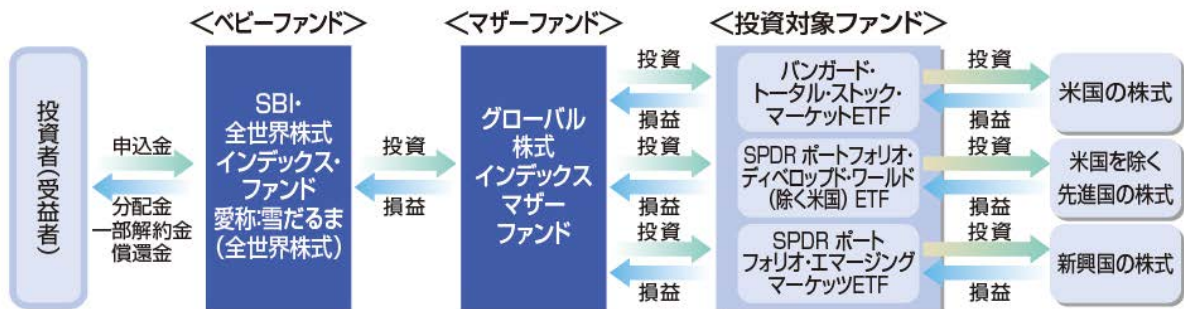 <ベビーファンド>
<マザーファンド>
<投資対象ファンド>
投資者(受益者)
申込金
分配金
一部解約金
償還金
SBI・
全世界株式
インデックス・
ファンド
愛称:雪だるま
(全世界株式)
投資
損益
グローバル
株式
インデックス
マザー
ファンド
投資
損益
投資
損益
投資
損益
バンガード・
トータル・ストック・
マーケットETF
SPDR ポートフォリオ・
ディベロップド・ワールド
(除く米国)ETF
SPDR ポート
フォリオ・エマージング
マーケッツETF
投資
損益
投資
損益
投資
損益
米国の株式
米国を除く
先進国の株式
新興国の株式